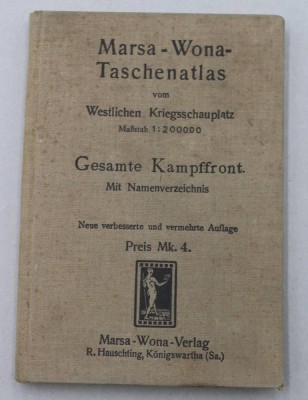 Marsa-Wona-
Taschenatlas
vom
Westlichen Kriegsschauplatz
Maßstab 1:200000
Gesamte Kampffront.
Mit Namenverzeichnis
Neue verbesserte und vermehrte Auflage
Preis Mk. 4.
Marsa-Wona-Verlag
R. Hauschting, Königswartha (Sa.)